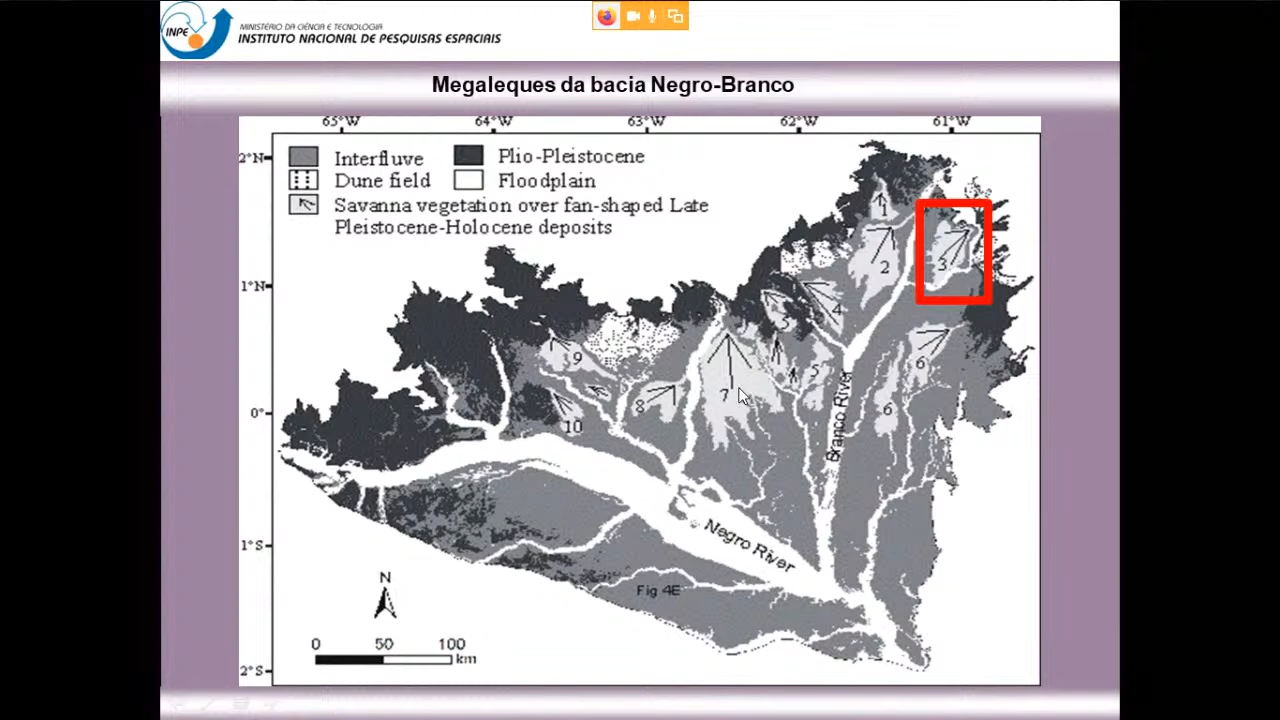 INPE
MINISTÉRIO DA CIÊNCIA E TECNOLOGIA
INSTITUTO NACIONAL DE PESQUISAS ESPACIAIS
Megaleques da bacia Negro-Branco
65°W 64°W 63°W 62°W 61°W
2°N
1°N
0°
1°S
2°S
Interfluve
Plio-Pleistocene
Dune field
Floodplain
Savanna vegetation over fan-shaped Late
Pleistocene-Holocene deposits
1
2
3
4
5
5
6
6
7
8
9
10
Branco River
Negro River
Fig 4E
N
0 50 100
km